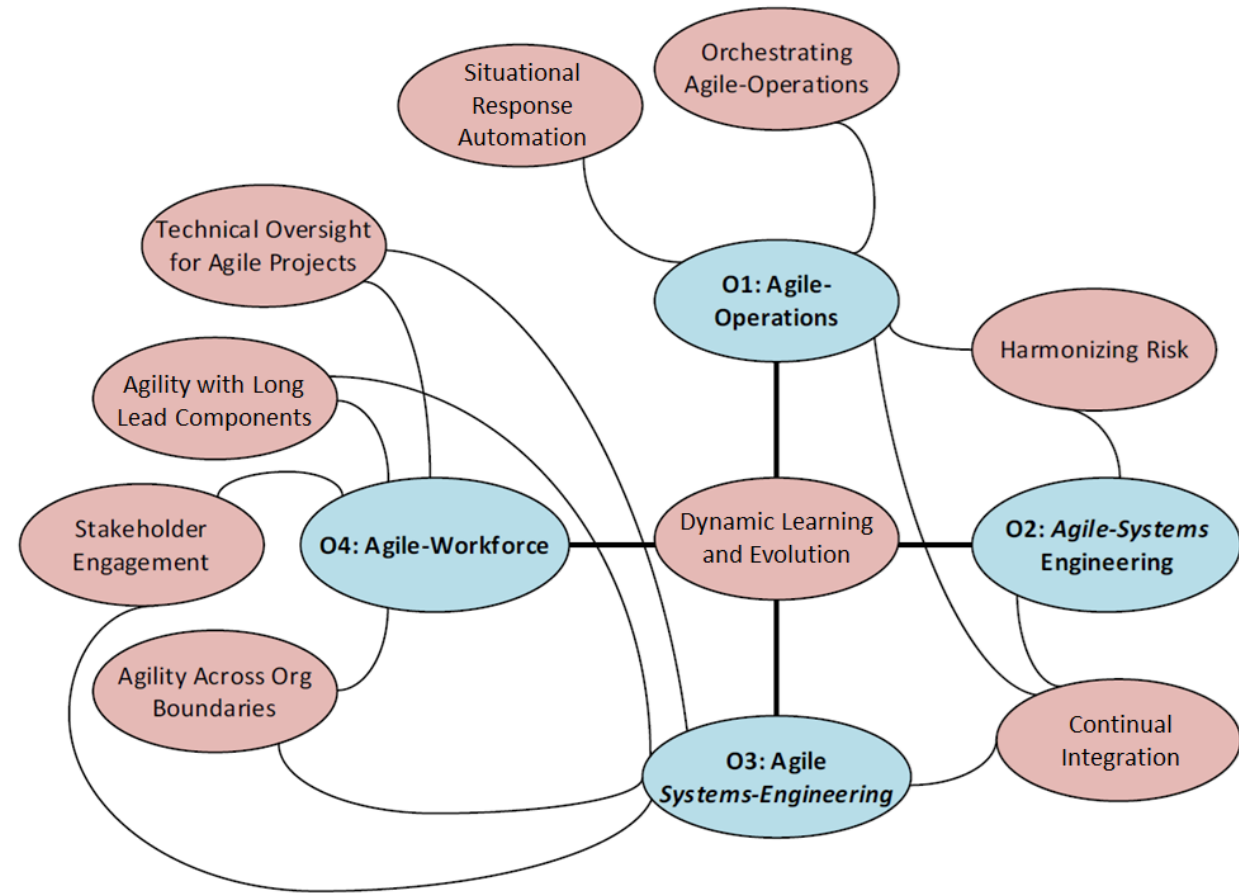 Orchestrating
Agile-Operations
Situational
Response
Automation
Technical Oversight
for Agile Projects
O1: Agile-
Operations
Harmonizing Risk
Agility with Long
Lead Components
Stakeholder
Engagement
O4: Agile-Workforce
Dynamic Learning
and Evolution
O2: Agile-Systems
Engineering
Agility Across Org
Boundaries
Continual
Integration
O3: Agile
Systems-Engineering